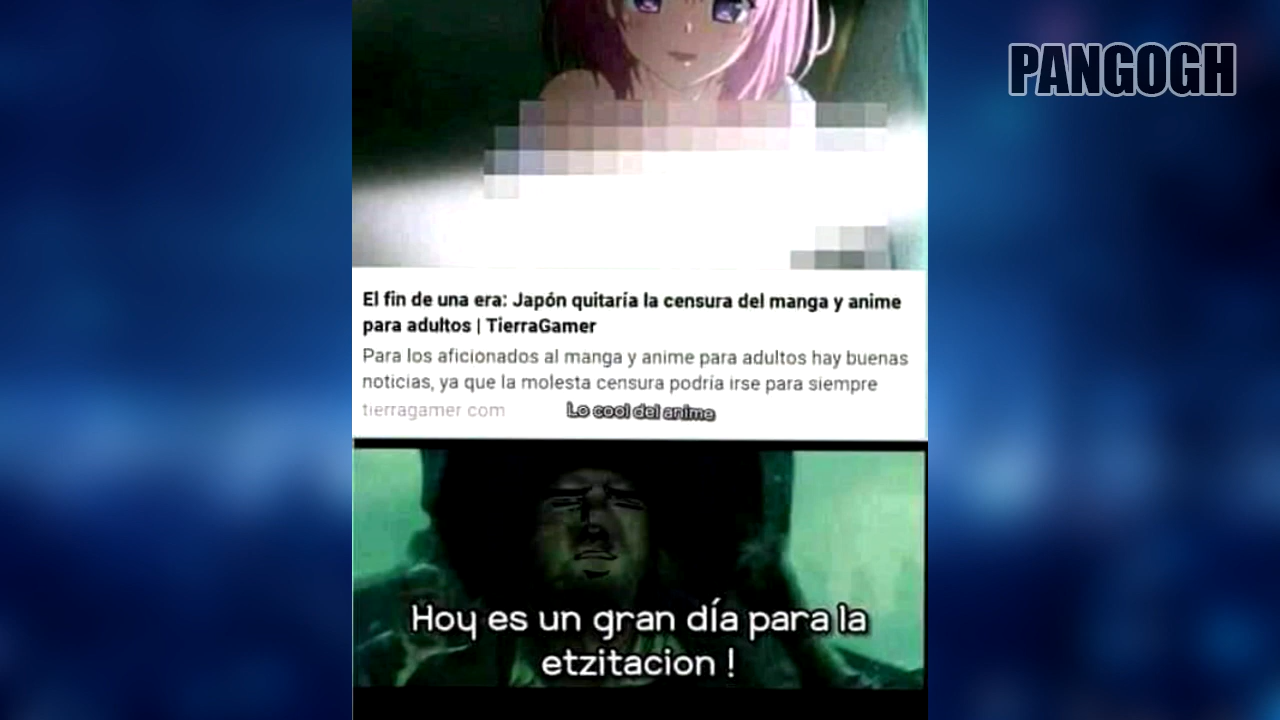 PANGOGH
El fin de una era: Japón quitaría la censura del manga y anime
para adultos | TierraGamer
Para los aficionados al manga y anime para adultos hay buenas
noticias, ya que la molesta censura podría irse para siempre
tierragamer com
Lo cool del anime
Hoy es un gran día para la
etzitacion !